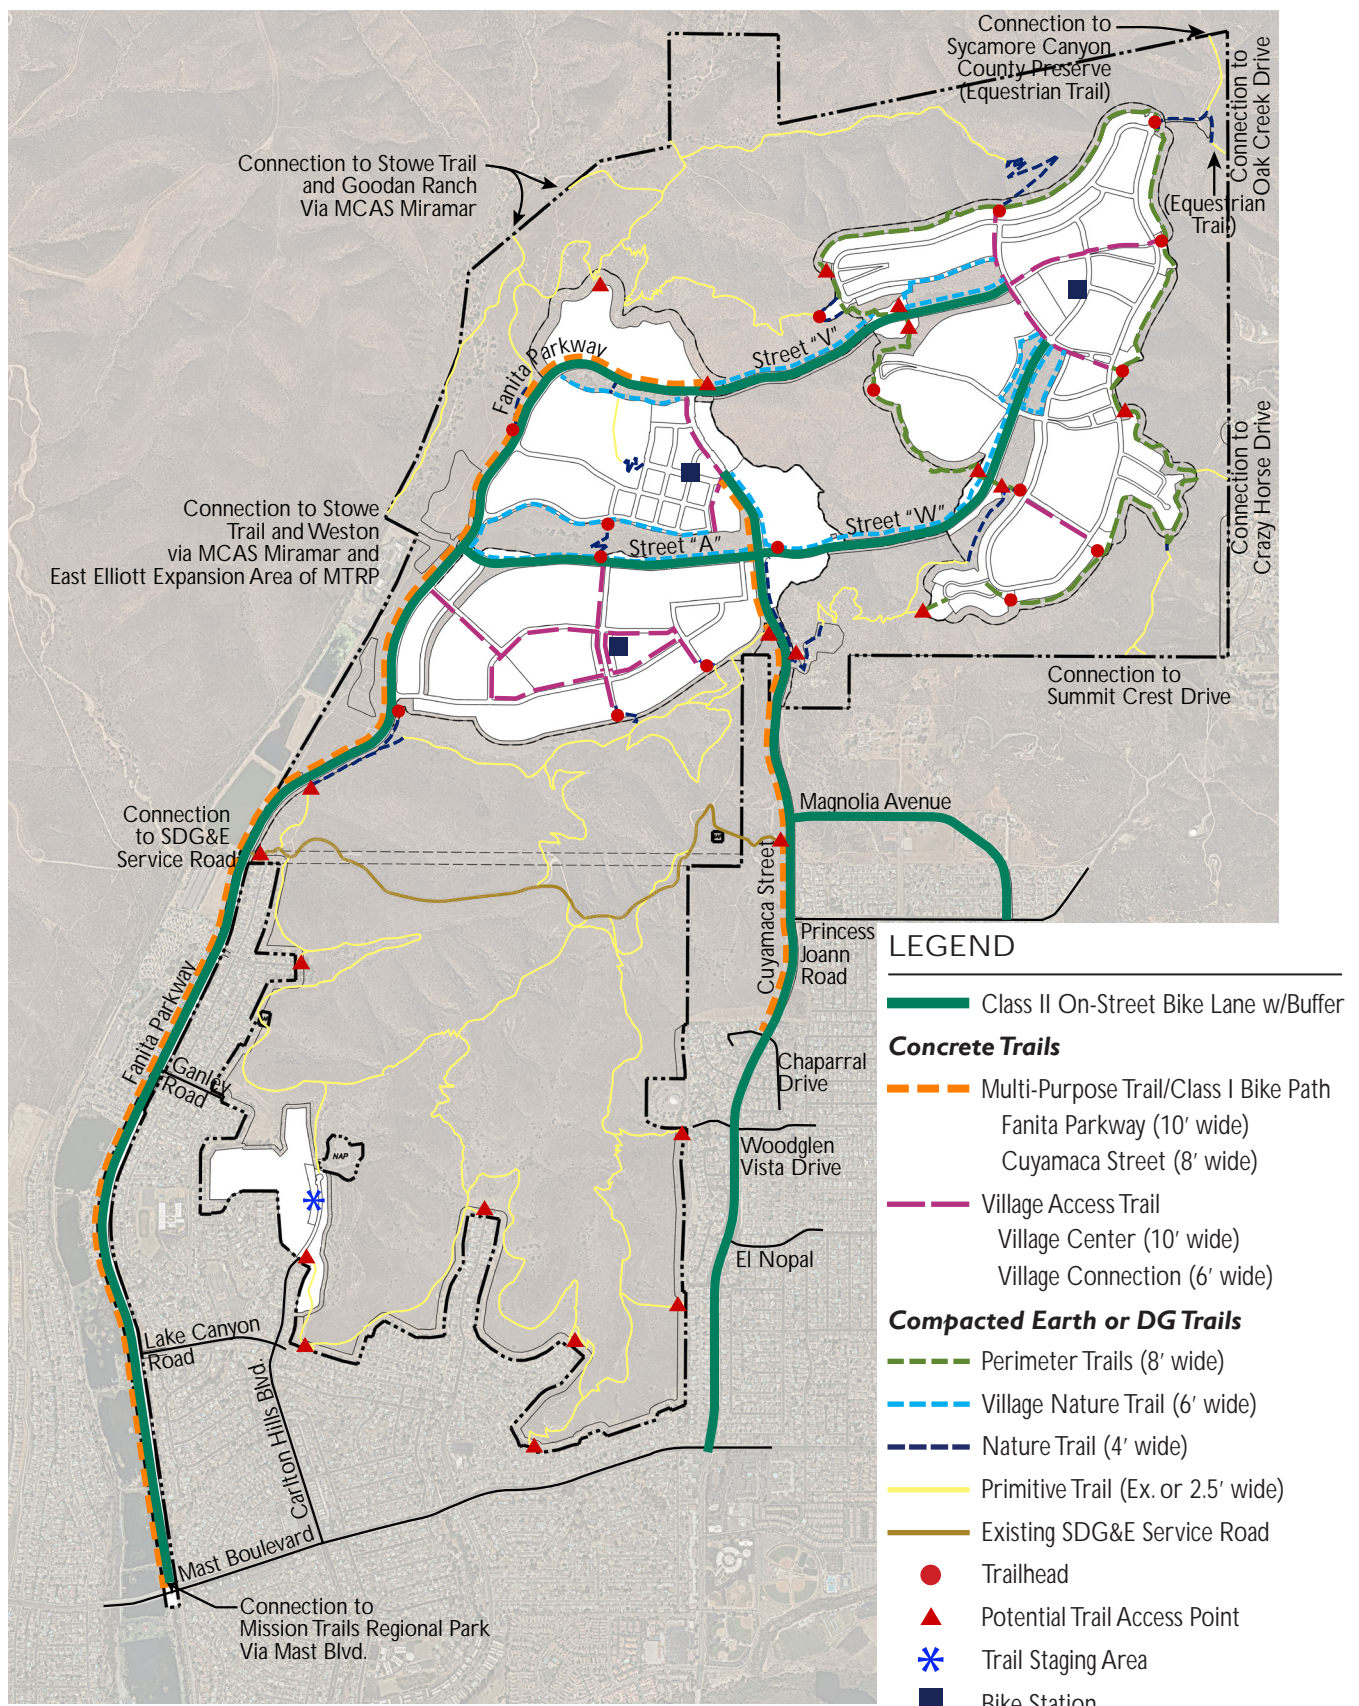 Connection to
Sycamore Canyon
County Preserve
(Equestrian Trail)
Connection to
Oak Creek Drive
(Equestrian
Trail)
Connection to Stowe Trail
and Goodan Ranch
Via MCAS Miramar
Fanita Parkway
Street "V"
Connection to
Crazy Horse Drive
Connection to Stowe
Trail and Weston
via MCAS Miramar and
East Elliott Expansion Area of MTRP
Street "W"
Street "A"
Connection to
Summit Crest Drive
Connection
to SDG&E
Service Road
Magnolia Avenue
Cuyamaca Street
Princess
Joann
Road
Fanita Parkway
Ganley
Road
Chaparral
Drive
NAP
Woodglen
Vista Drive
El Nopal
Lake Canyon
Road
Carlton Hills Blvd.
Mast Boulevard
Connection to
Mission Trails Regional Park
Via Mast Blvd.
LEGEND
Class II On-Street Bike Lane w/Buffer
Concrete Trails
Multi-Purpose Trail/Class I Bike Path
Fanita Parkway (10' wide)
Cuyamaca Street (8' wide)
Village Access Trail
Village Center (10' wide)
Village Connection (6' wide)
Compacted Earth or DG Trails
Perimeter Trails (8' wide)
Village Nature Trail (6' wide)
Nature Trail (4' wide)
Primitive Trail (Ex. or 2.5' wide)
Existing SDG&E Service Road
Trailhead
Potential Trail Access Point
Trail Staging Area
Bike Station